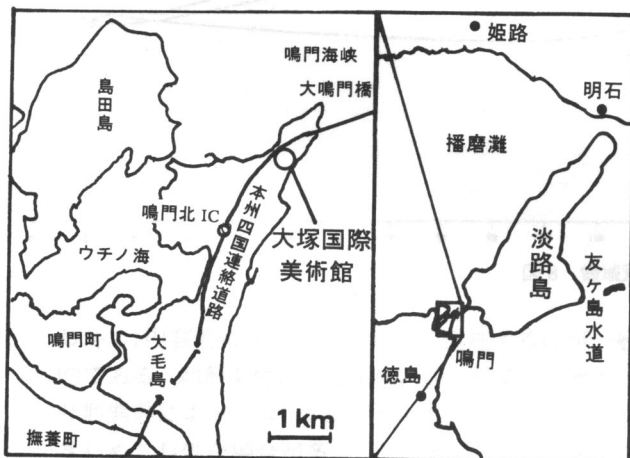 鳴門海峡
大鳴門橋
島田島
鳴門北 IC
本州四国連絡道路
大塚国際
美術館
ウチノ海
鳴門町
大毛島
撫養町
1 km
姫路
明石
播磨灘
淡路島
友ヶ島水道
鳴門
徳島